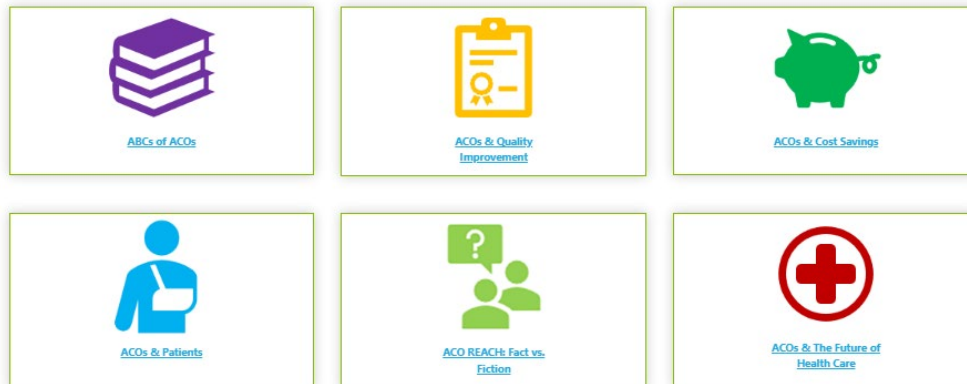 ABCs of ACOs
ACOs & Quality
Improvement
ACOs & Cost Savings
?
ACOs & Patients
ACO REACH: Fact vs.
Fiction
ACOs & The Future of
Health Care